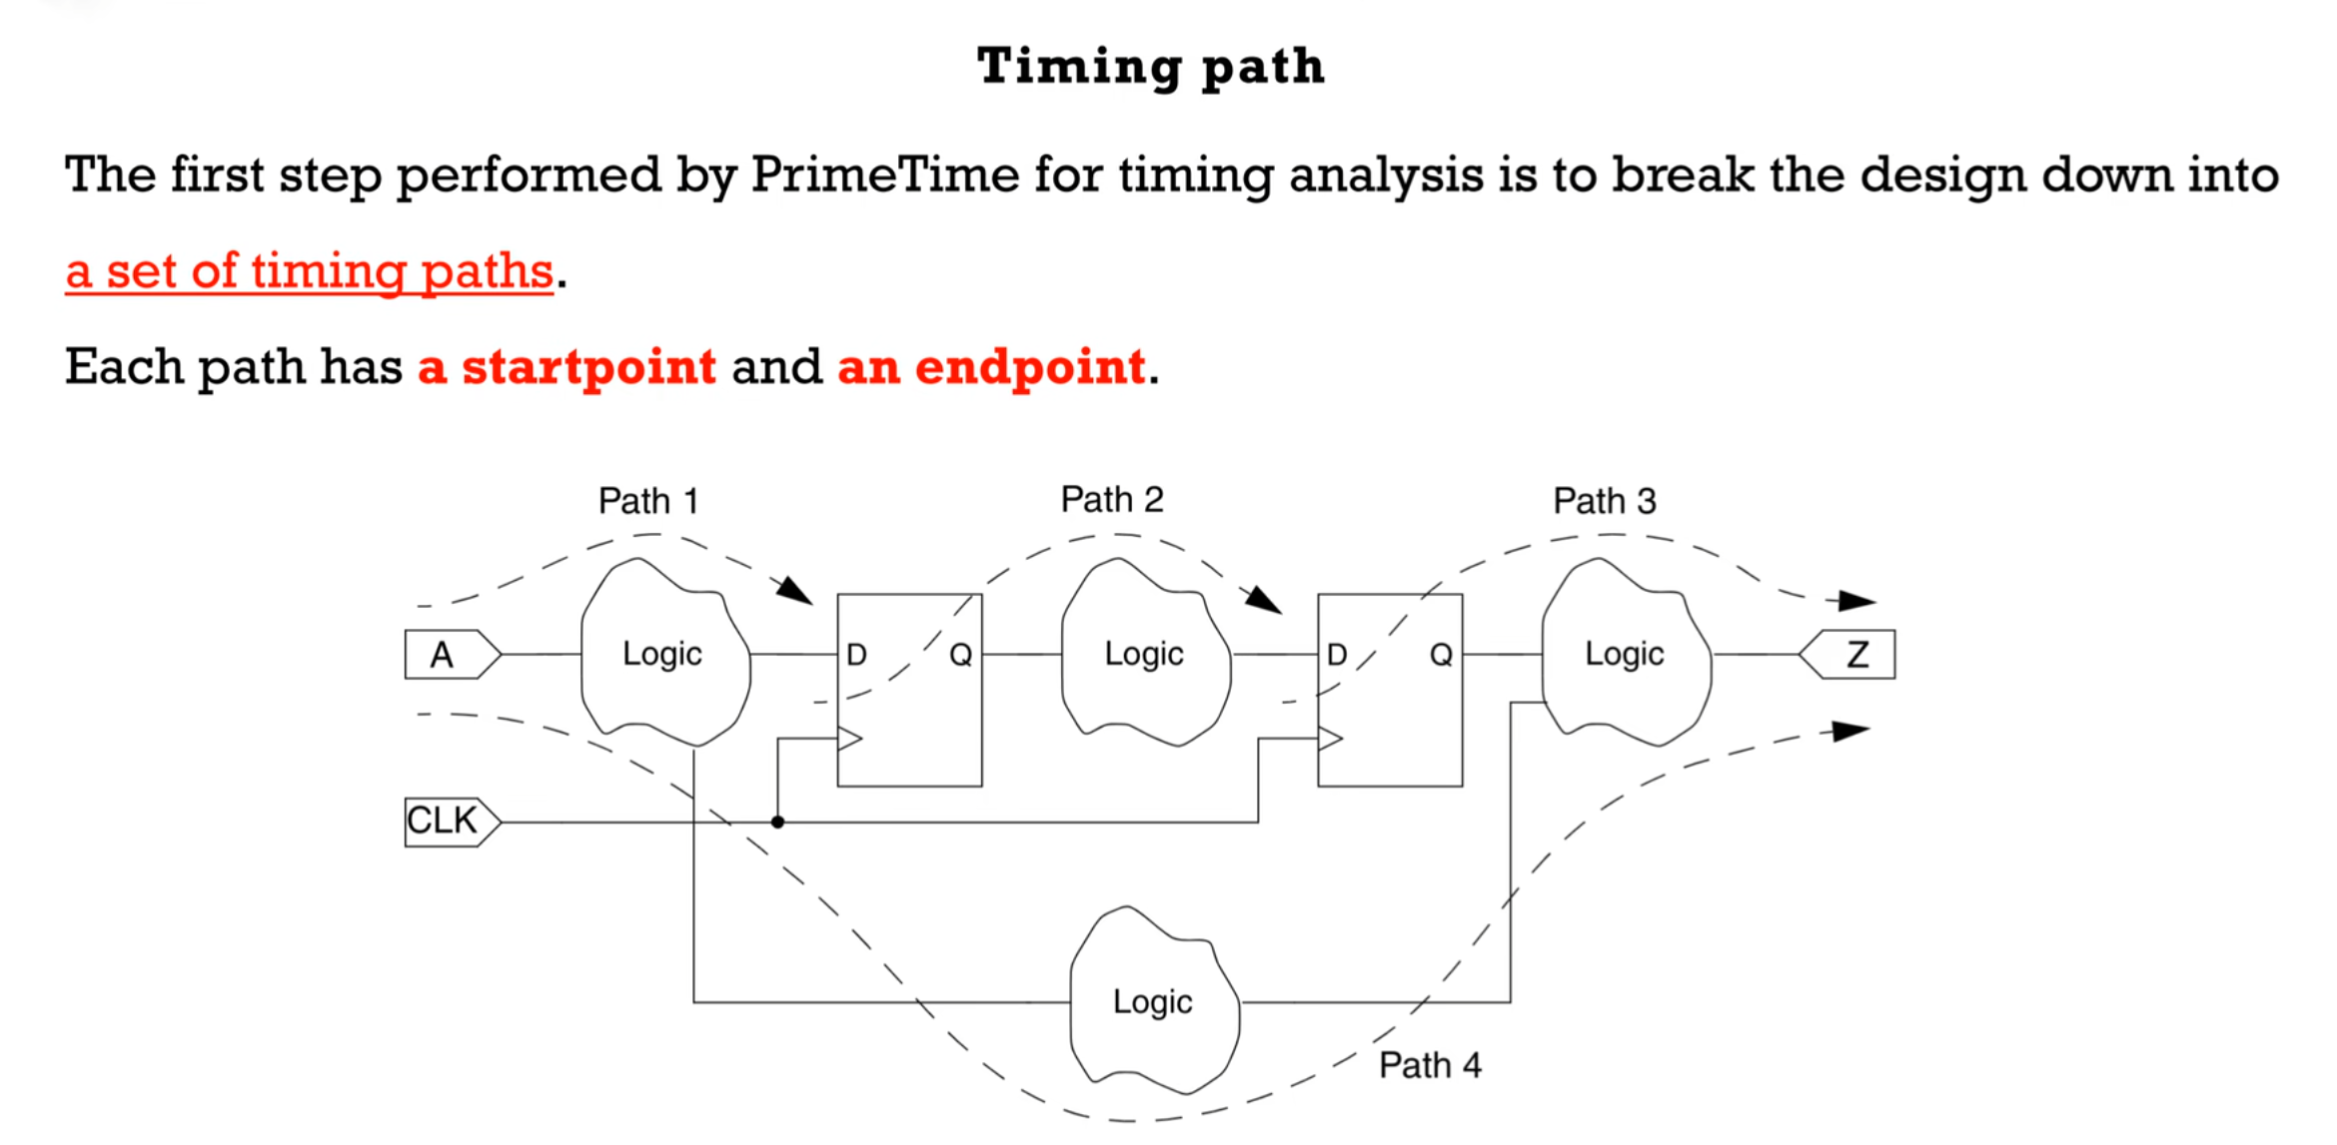 Timing path
The first step performed by PrimeTime for timing analysis is to break the design down into
a set of timing paths.
Each path has a startpoint and an endpoint.
Path 1
Path 2
Path 3
A
Logic
D
Q
Logic
D
Q
Logic
Z
CLK
Logic
Path 4